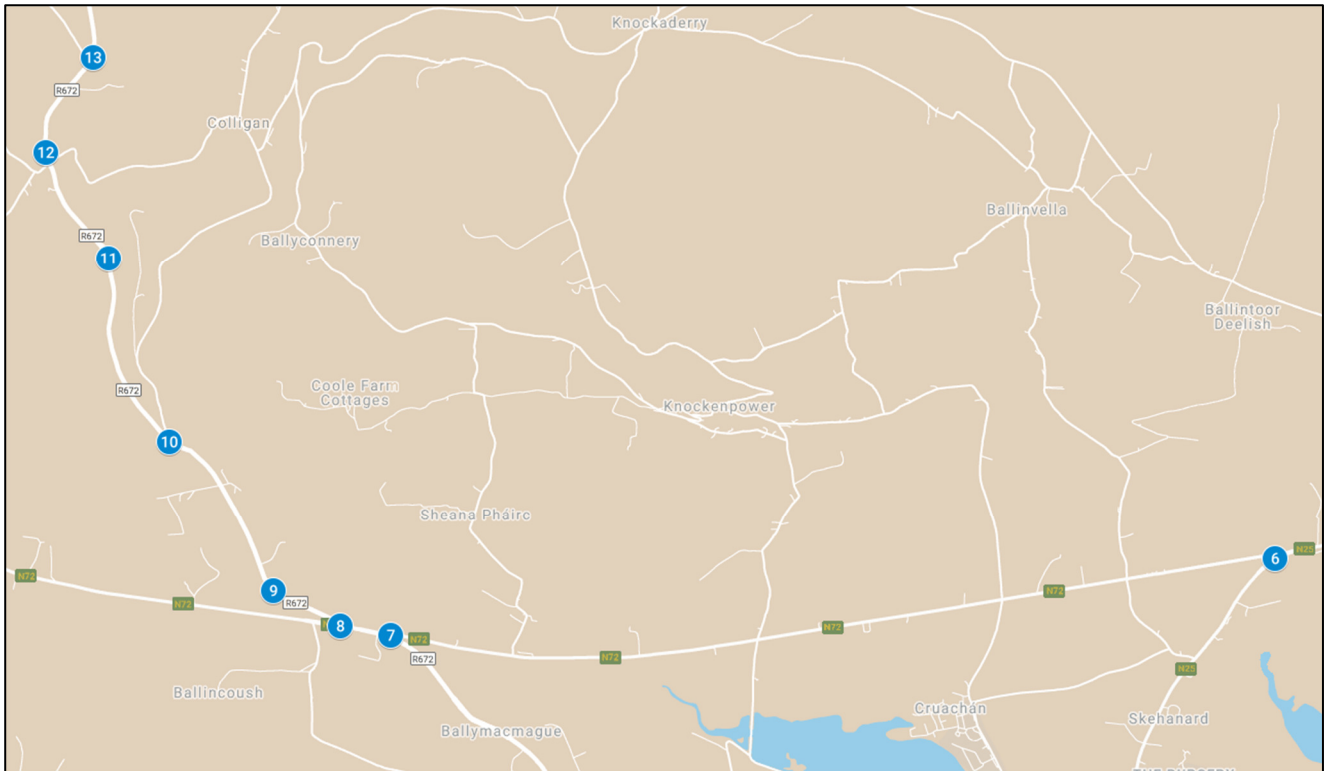 Knockaderry
13
R672
Colligan
12
Ballinvella
R672
Ballyconnery
11
Ballintoor
Deelish
R672
Coole Farm
Cottages
Knockenpower
10
Sheana Pháirc
N25
6
N72
N72
9
R672
N72
8
N72
7
N72
N72
R672
N25
Ballincoush
Cruachán
Skehanard
Ballymacmague